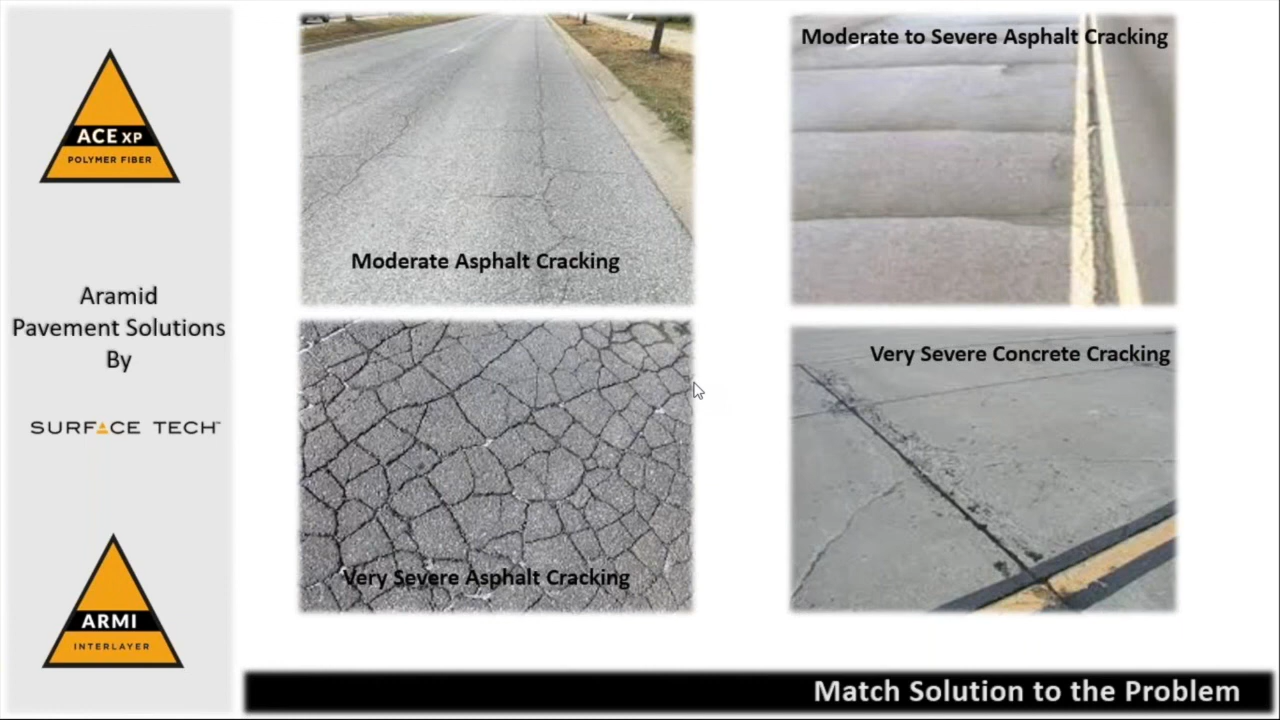 ACE XP
POLYMER FIBER
Aramid
Pavement Solutions
By
SURFACE TECH™
ARMI
INTERLAYER
Moderate Asphalt Cracking
Moderate to Severe Asphalt Cracking
Very Severe Asphalt Cracking
Very Severe Concrete Cracking
Match Solution to the Problem